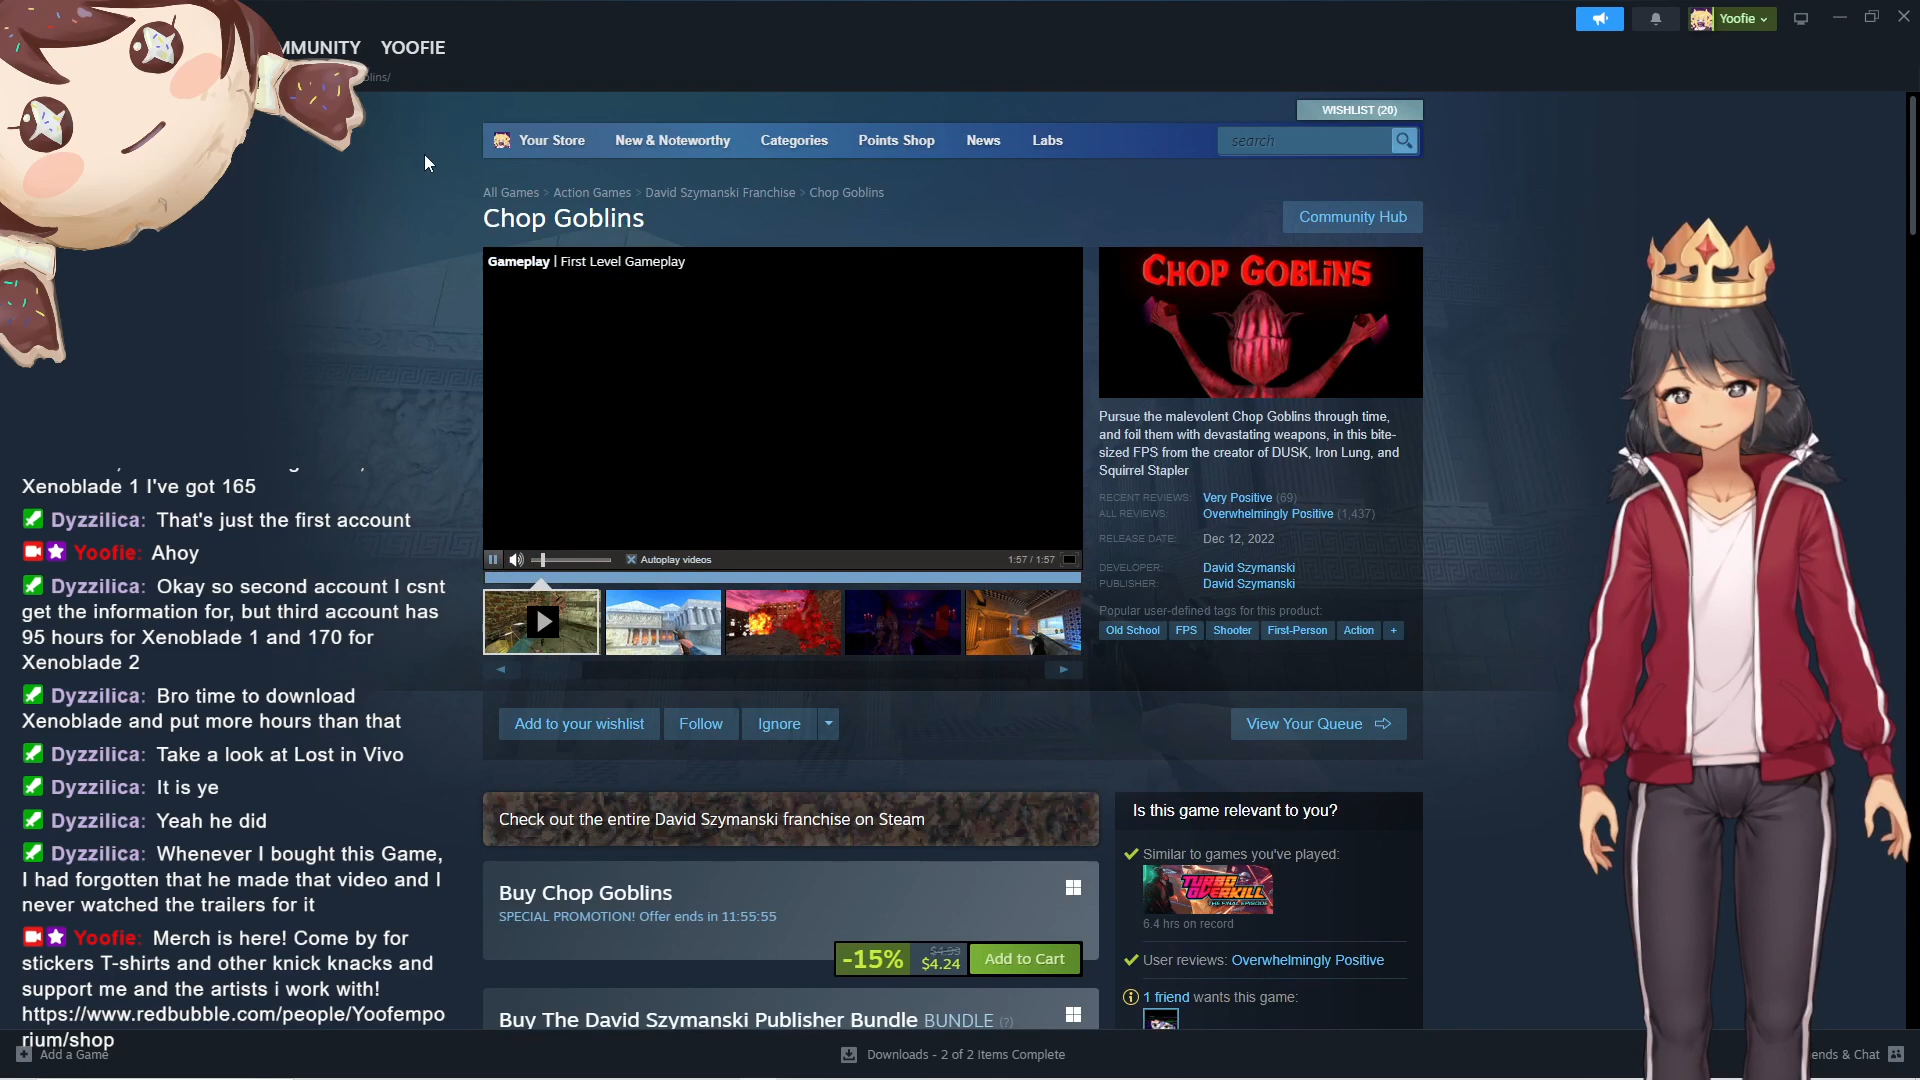 MMUNITY YOOFIE
Yoofie
blins/
WISHLIST (20)
Your Store New & Noteworthy Categories Points Shop News Labs search
All Games > Action Games > David Szymanski Franchise > Chop Goblins
Chop Goblins
Community Hub
Gameplay | First Level Gameplay
CHOP GOBLINS
Pursue the malevolent Chop Goblins through time,
and foil them with devastating weapons, in this bite-
sized FPS from the creator of DUSK, Iron Lung, and
Squirrel Stapler
RECENT REVIEWS: Very Positive (69)
ALL REVIEWS: Overwhelmingly Positive (1,437)
RELEASE DATE: Dec 12, 2022
DEVELOPER: David Szymanski
PUBLISHER: David Szymanski
Popular user-defined tags for this product:
Old School FPS Shooter First-Person Action +
Autoplay videos 1:57 / 1:57
Add to your wishlist Follow Ignore View Your Queue
Check out the entire David Szymanski franchise on Steam
Buy Chop Goblins
SPECIAL PROMOTION! Offer ends in 11:55:55
-15% $4.99 $4.24 Add to Cart
Buy The David Szymanski Publisher Bundle BUNDLE (?)
Is this game relevant to you?
Similar to games you've played:
TURBO OVERKILL
THE FINAL EPISODE
6.4 hrs on record
User reviews: Overwhelmingly Positive
1 friend wants this game:
Xenoblade 1 I've got 165
Dyzzilica: That's just the first account
Yoofie: Ahoy
Dyzzilica: Okay so second account I csnt
get the information for, but third account has
95 hours for Xenoblade 1 and 170 for
Xenoblade 2
Dyzzilica: Bro time to download
Xenoblade and put more hours than that
Dyzzilica: Take a look at Lost in Vivo
Dyzzilica: It is ye
Dyzzilica: Yeah he did
Dyzzilica: Whenever I bought this Game,
I had forgotten that he made that video and I
never watched the trailers for it
Yoofie: Merch is here! Come by for
stickers T-shirts and other knick knacks and
support me and the artists i work with!
https://www.redbubble.com/people/Yoofempo
rium/shop
Add a Game
Downloads - 2 of 2 Items Complete
ends & Chat